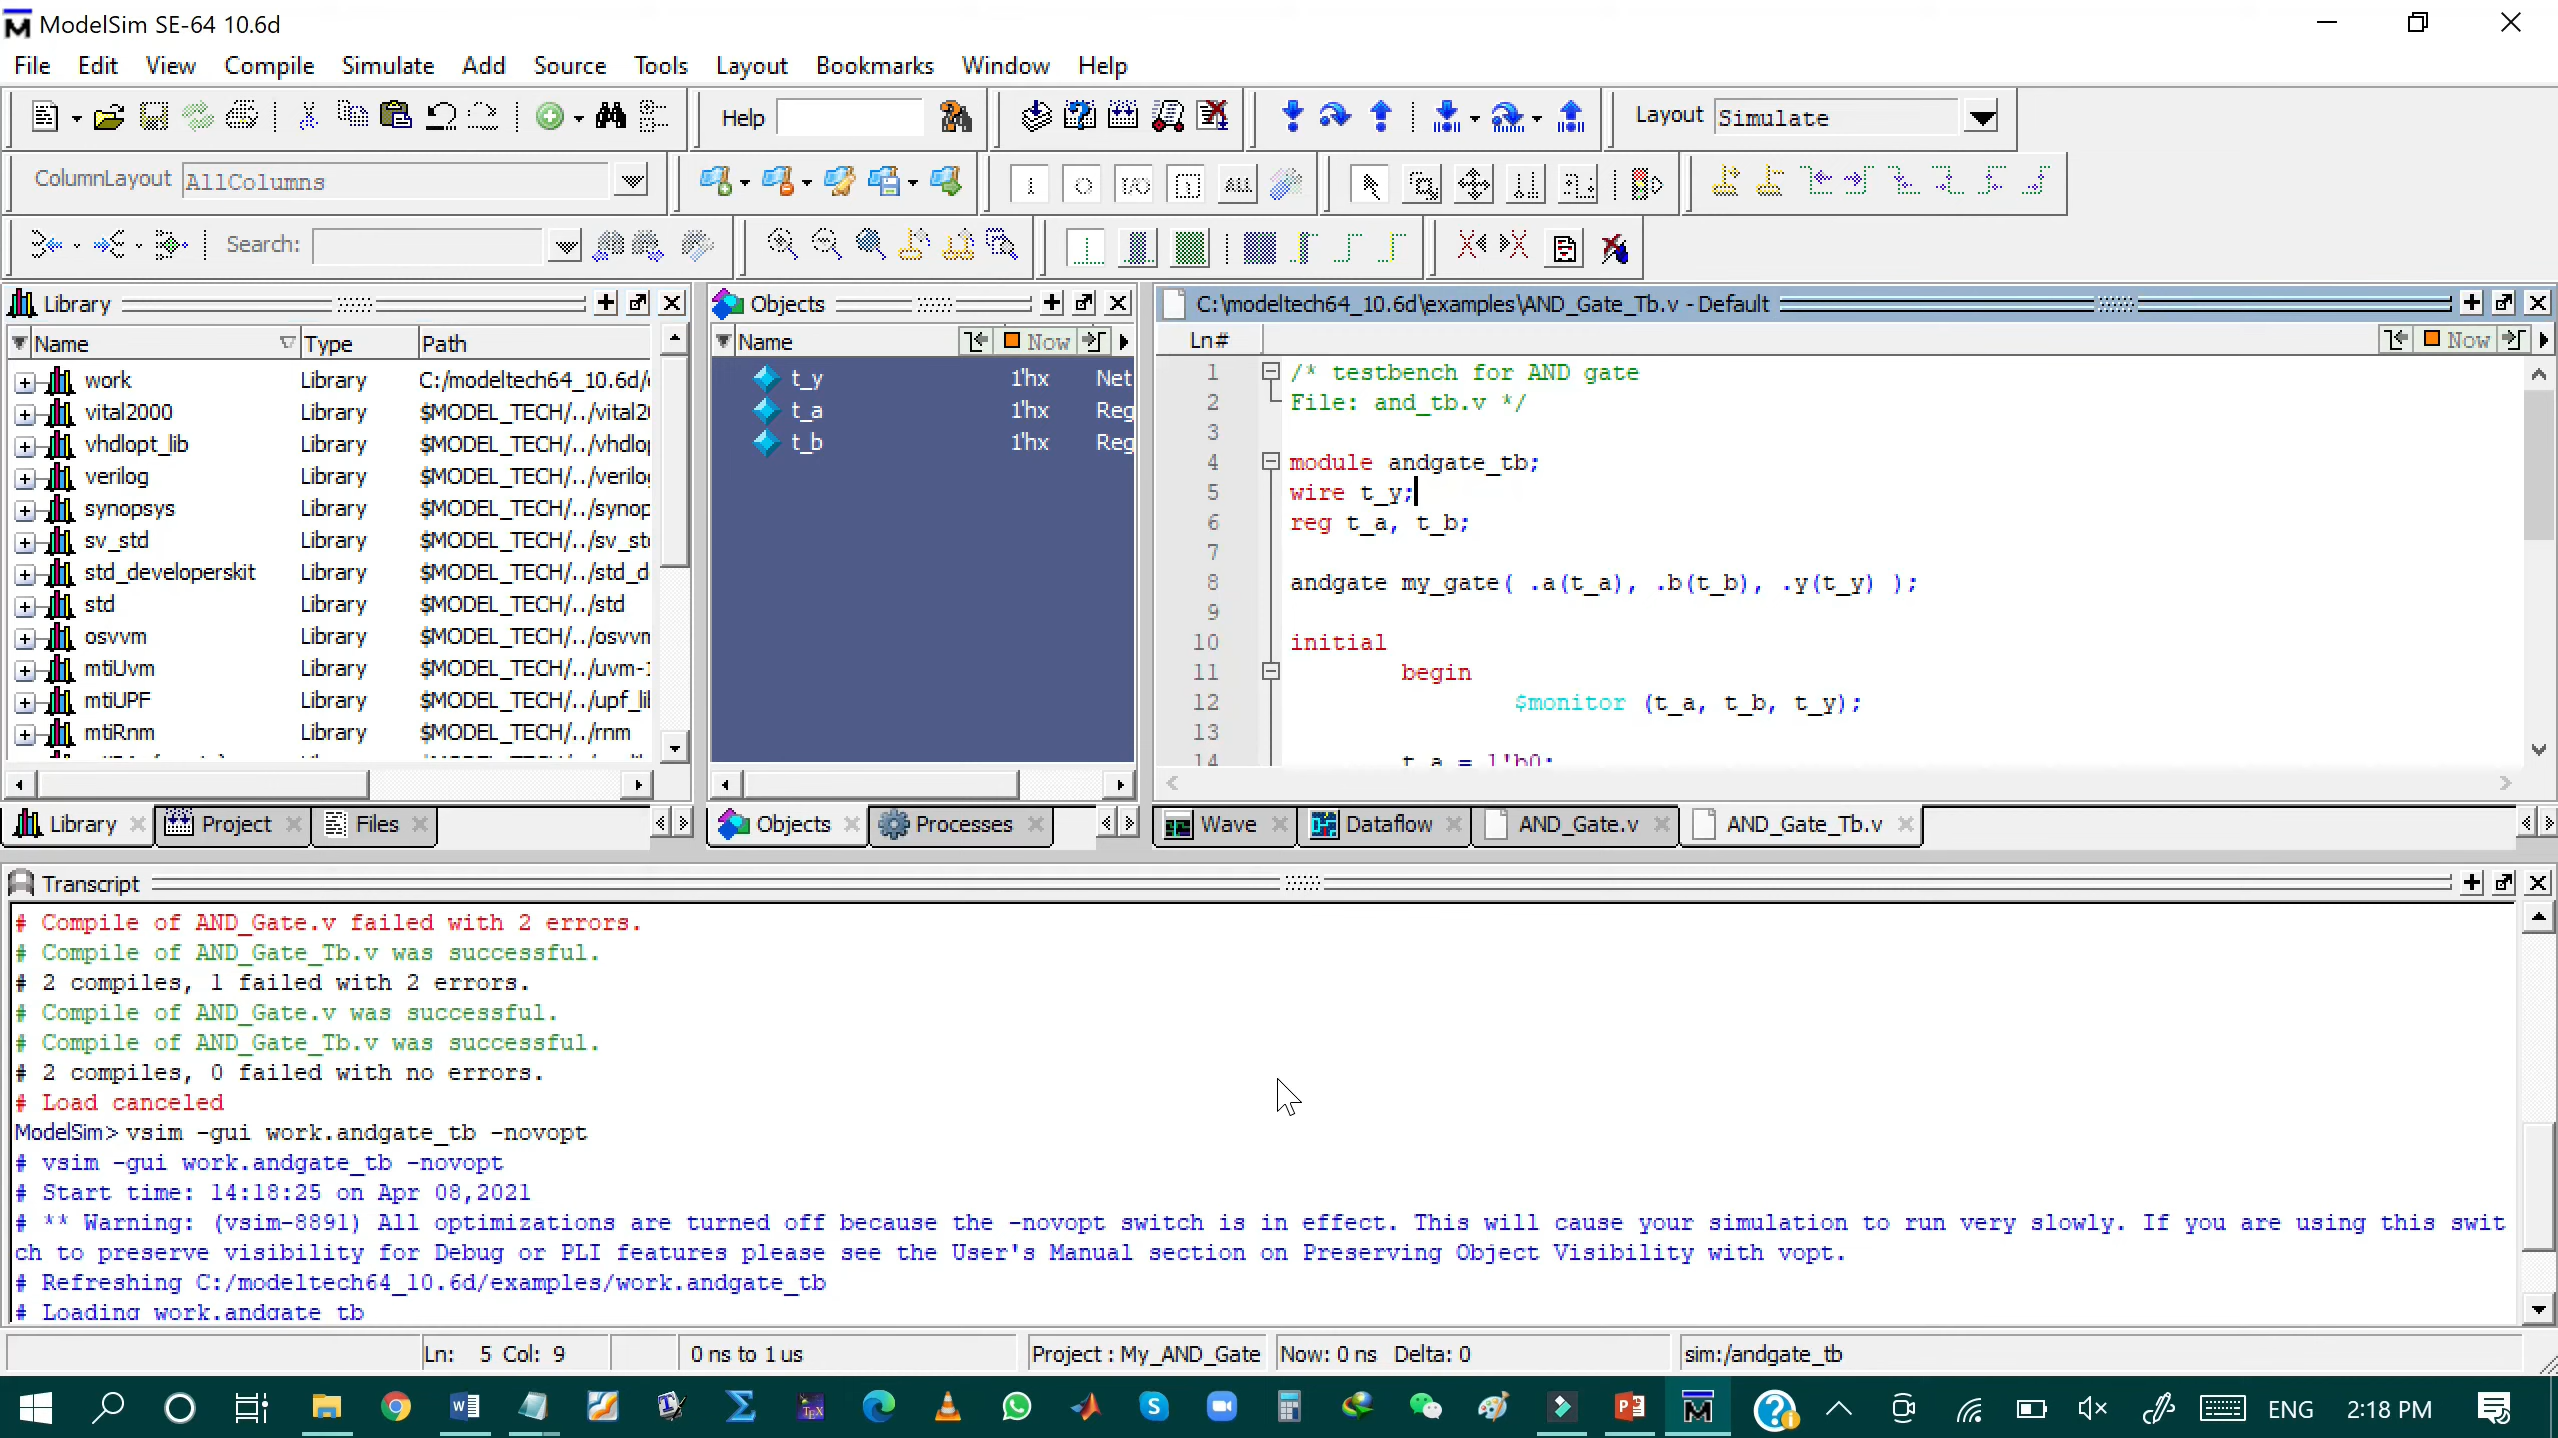 ModelSim SE-64 10.6d
File Edit View Compile Simulate Add Source Tools Layout Bookmarks Window Help
Help
Layout Simulate
ColumnLayout AllColumns
Search:
Library
Name Type Path
work Library C:/modeltech64_10.6d/
vital2000 Library $MODEL_TECH/../vital2
vhdlopt_lib Library $MODEL_TECH/../vhdlo
verilog Library $MODEL_TECH/../verilo
synopsys Library $MODEL_TECH/../synop
sv_std Library $MODEL_TECH/../sv_st
std_developerskit Library $MODEL_TECH/../std_d
std Library $MODEL_TECH/../std
osvvm Library $MODEL_TECH/../osvvm
mtiUvm Library $MODEL_TECH/../uvm-1
mtiUPF Library $MODEL_TECH/../upf_li
mtiRnm Library $MODEL_TECH/../rnm
Library Project Files
Objects
Name Now
t_y 1'hx Net
t_a 1'hx Reg
t_b 1'hx Reg
Objects Processes
C:\modeltech64_10.6d\examples\AND_Gate_Tb.v - Default
Ln# Now
1 /* testbench for AND gate
2 File: and_tb.v */
3
4 module andgate_tb;
5 wire t_y;
6 reg t_a, t_b;
7
8 andgate my_gate( .a(t_a), .b(t_b), .y(t_y) );
9
10 initial
11 begin
12 $monitor (t_a, t_b, t_y);
13
14 t_a = 1'b0;
Wave Dataflow AND_Gate.v AND_Gate_Tb.v
Transcript
# Compile of AND_Gate.v failed with 2 errors.
# Compile of AND_Gate_Tb.v was successful.
# 2 compiles, 1 failed with 2 errors.
# Compile of AND_Gate.v was successful.
# Compile of AND_Gate_Tb.v was successful.
# 2 compiles, 0 failed with no errors.
# Load canceled
ModelSim> vsim -gui work.andgate_tb -novopt
# vsim -gui work.andgate_tb -novopt
# Start time: 14:18:25 on Apr 08,2021
# ** Warning: (vsim-8891) All optimizations are turned off because the -novopt switch is in effect. This will cause your simulation to run very slowly. If you are using this swit
ch to preserve visibility for Debug or PLI features please see the User's Manual section on Preserving Object Visibility with vopt.
# Refreshing C:/modeltech64_10.6d/examples/work.andgate_tb
# Loading work.andgate_tb
Ln: 5 Col: 9 0 ns to 1 us Project : My_AND_Gate Now: 0 ns Delta: 0 sim:/andgate_tb
ENG 2:18 PM